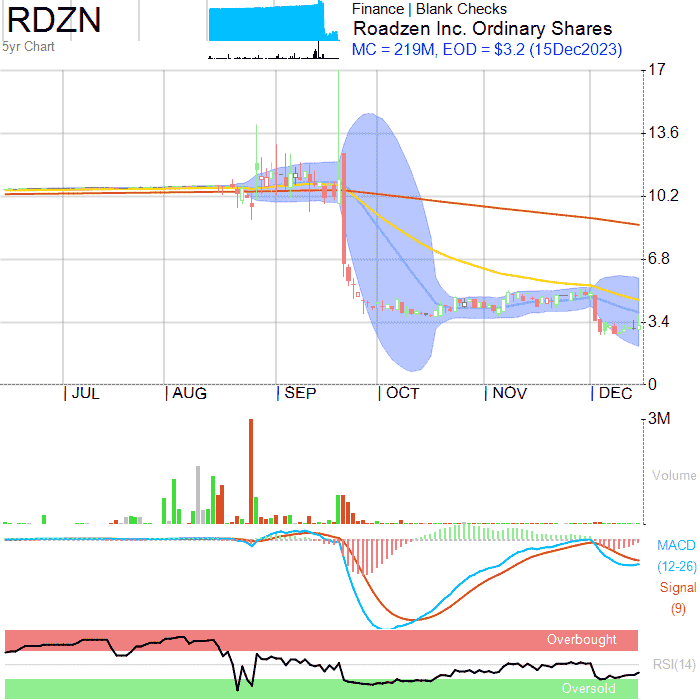 RDZN
5yr Chart
Finance | Blank Checks
Roadzen Inc. Ordinary Shares
MC = 219M, EOD = $3.2 (15Dec2023)
17
13.6
10.2
6.8
3.4
0
JUL AUG SEP OCT NOV DEC
3M
Volume
MACD
(12-26)
Signal
(9)
Overbought
RSI(14)
Oversold